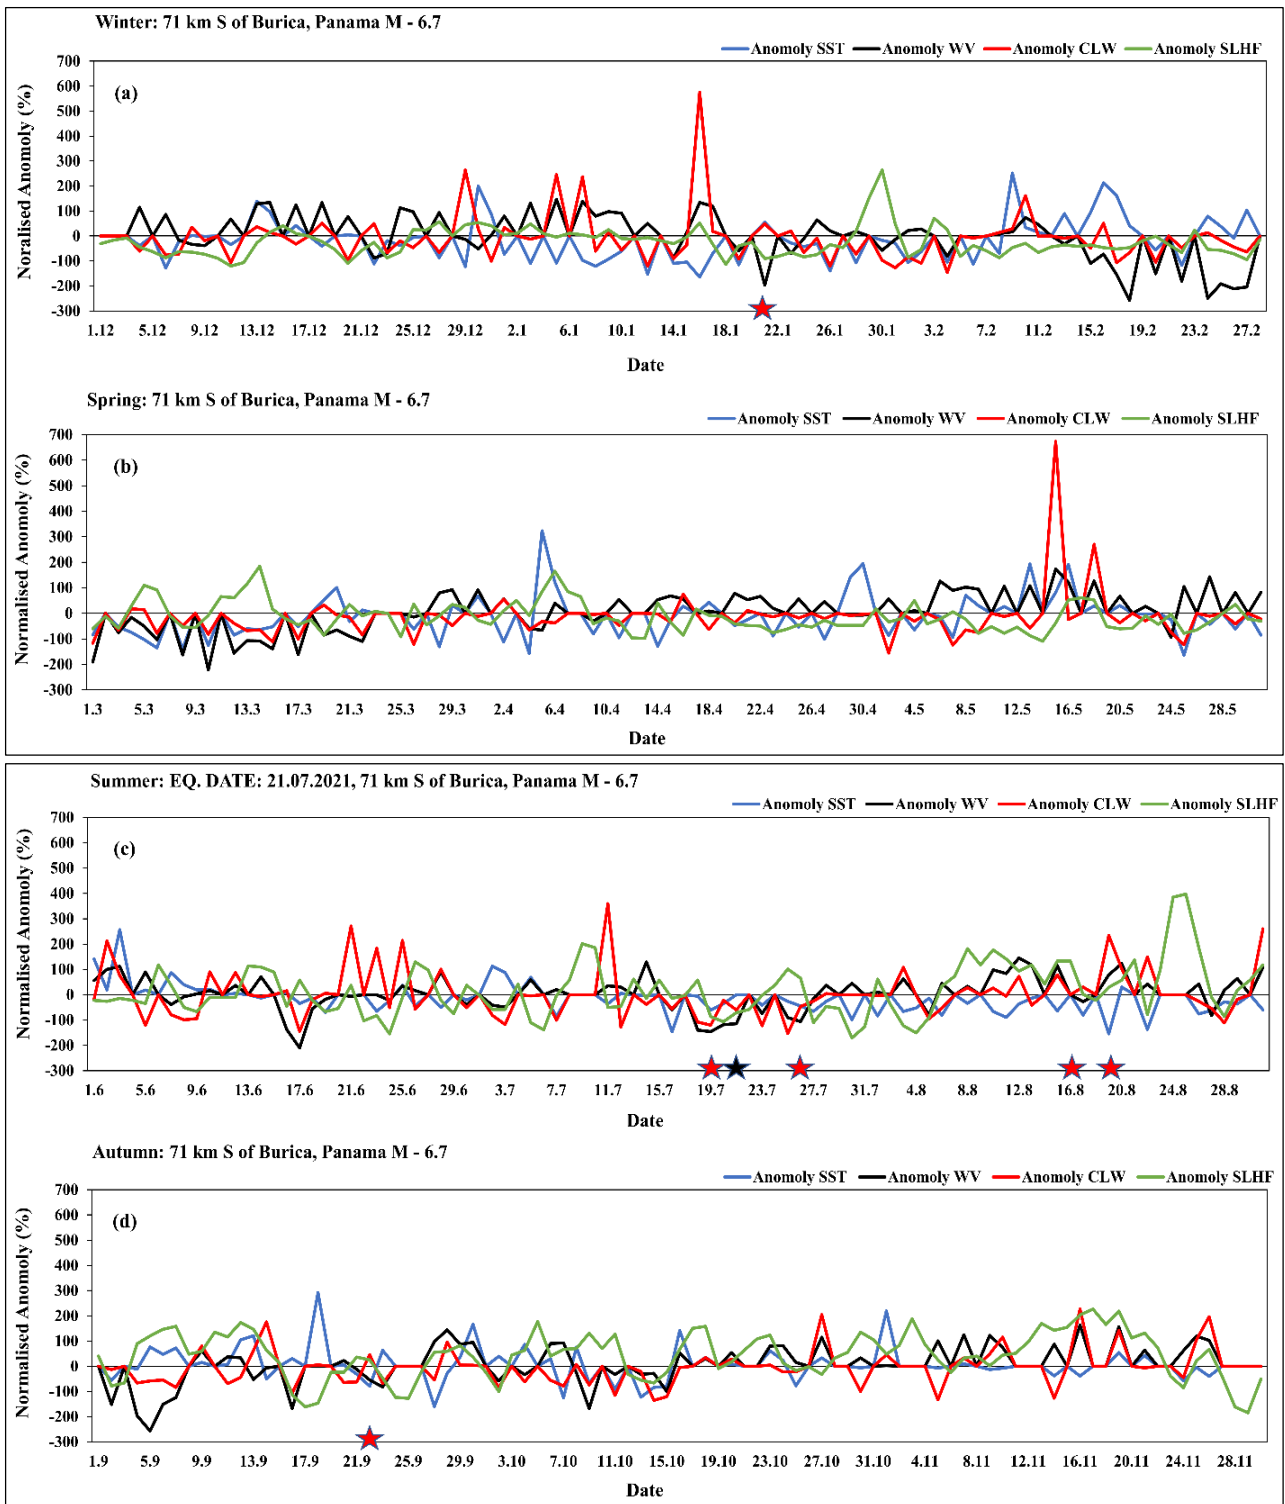 Winter: 71 km S of Burica, Panama M - 6.7
Anomoly SST Anomoly WV Anomoly CLW Anomoly SLHF
(a)
Noralised Anomoly (%)
700
600
500
400
300
200
100
0
-100
-200
-300
1.12 5.12 9.12 13.12 17.12 21.12 25.12 29.12 2.1 6.1 10.1 14.1 18.1 22.1 26.1 30.1 3.2 7.2 11.2 15.2 19.2 23.2 27.2
Date
Spring: 71 km S of Burica, Panama M - 6.7
Anomoly SST Anomoly WV Anomoly CLW Anomoly SLHF
(b)
Normalised Anomoly (%)
700
600
500
400
300
200
100
0
-100
-200
-300
1.3 5.3 9.3 13.3 17.3 21.3 25.3 29.3 2.4 6.4 10.4 14.4 18.4 22.4 26.4 30.4 4.5 8.5 12.5 16.5 20.5 24.5 28.5
Date
Summer: EQ. DATE: 21.07.2021, 71 km S of Burica, Panama M - 6.7
Anomoly SST Anomoly WV Anomoly CLW Anomoly SLHF
(c)
Normalised Anomoly (%)
700
600
500
400
300
200
100
0
-100
-200
-300
1.6 5.6 9.6 13.6 17.6 21.6 25.6 29.6 3.7 7.7 11.7 15.7 19.7 23.7 27.7 31.7 4.8 8.8 12.8 16.8 20.8 24.8 28.8
Date
Autumn: 71 km S of Burica, Panama M - 6.7
Anomoly SST Anomoly WV Anomoly CLW Anomoly SLHF
(d)
Normalised Anomoly (%)
700
600
500
400
300
200
100
0
-100
-200
-300
1.9 5.9 9.9 13.9 17.9 21.9 25.9 29.9 3.10 7.10 11.10 15.10 19.10 23.10 27.10 31.10 4.11 8.11 12.11 16.11 20.11 24.11 28.11
Date